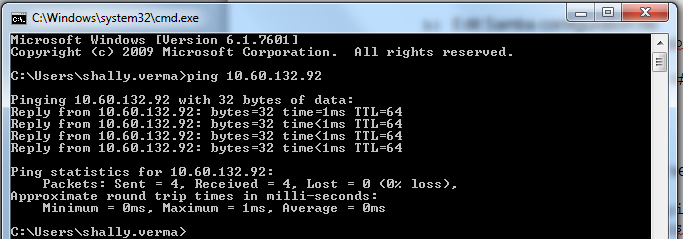 C:\Windows\system32\cmd.exe
Microsoft Windows [Version 6.1.7601]
Copyright (c) 2009 Microsoft Corporation.  All rights reserved.
C:\Users\shally.verma>ping 10.60.132.92
Pinging 10.60.132.92 with 32 bytes of data:
Reply from 10.60.132.92: bytes=32 time=1ms TTL=64
Reply from 10.60.132.92: bytes=32 time<1ms TTL=64
Reply from 10.60.132.92: bytes=32 time<1ms TTL=64
Reply from 10.60.132.92: bytes=32 time<1ms TTL=64
Ping statistics for 10.60.132.92:
    Packets: Sent = 4, Received = 4, Lost = 0 (0% loss),
Approximate round trip times in milli-seconds:
    Minimum = 0ms, Maximum = 1ms, Average = 0ms
C:\Users\shally.verma>